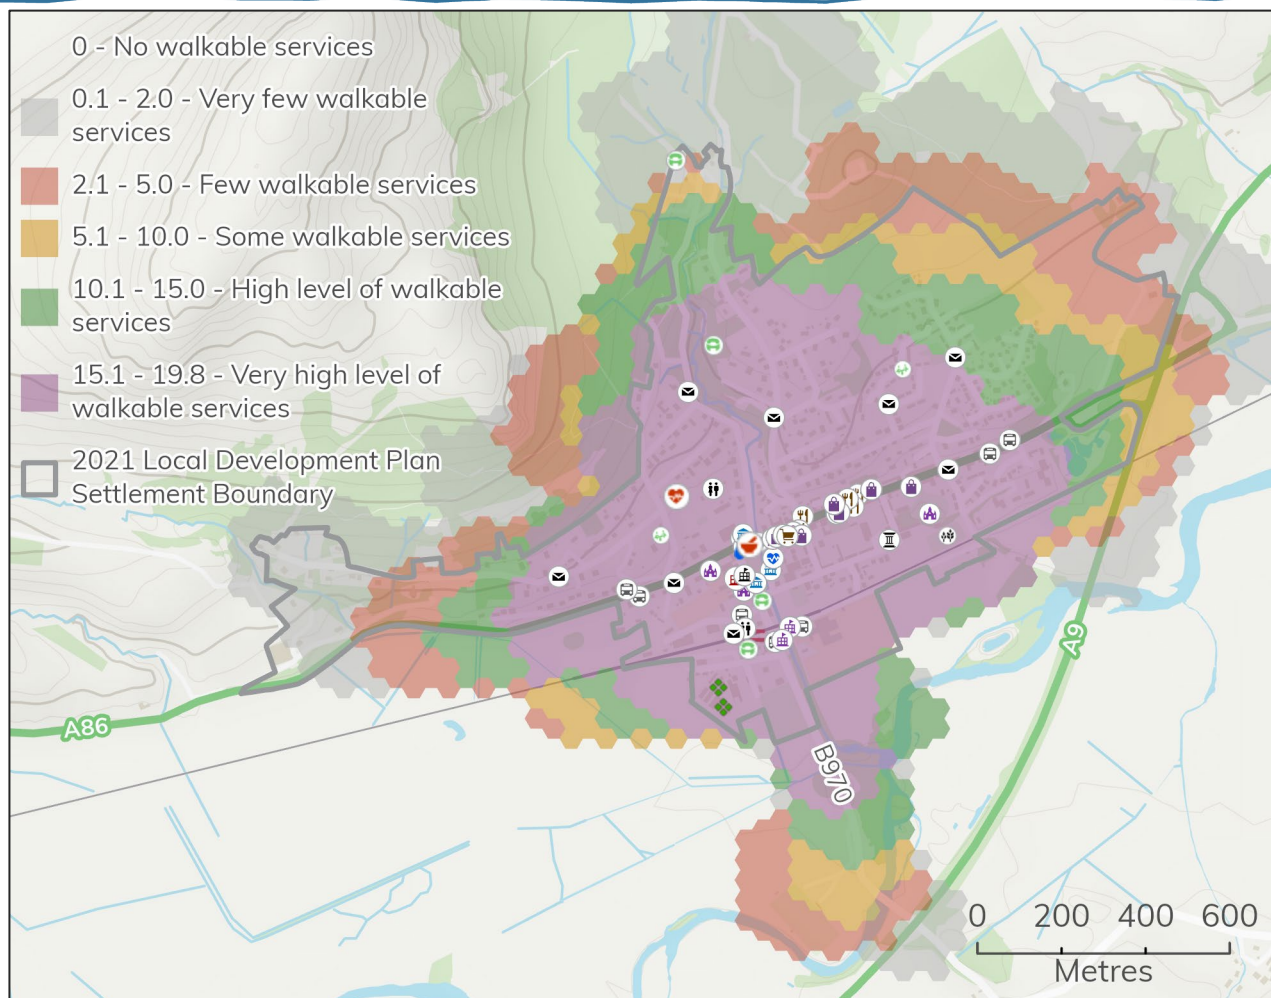 0 - No walkable services
0.1 - 2.0 - Very few walkable
services
2.1 - 5.0 - Few walkable services
5.1 - 10.0 - Some walkable services
10.1 - 15.0 - High level of walkable
services
15.1 - 19.8 - Very high level of
walkable services
2021 Local Development Plan
Settlement Boundary
A9
A86
B970
0 200 400 600
Metres